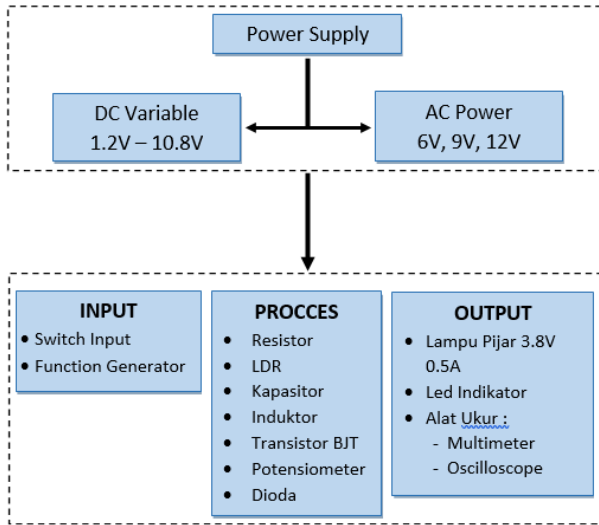 Power Supply
DC Variable
1.2V – 10.8V
AC Power
6V, 9V, 12V
INPUT
• Switch Input
• Function Generator
PROCCES
• Resistor
• LDR
• Kapasitor
• Induktor
• Transistor BJT
• Potensiometer
• Dioda
OUTPUT
• Lampu Pijar 3.8V
0.5A
• Led Indikator
• Alat Ukur :
- Multimeter
- Oscilloscope